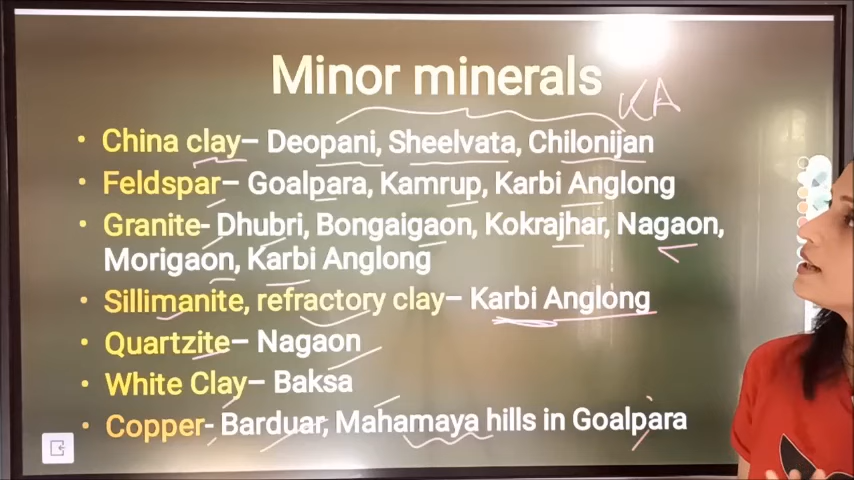 Minor minerals
KA
• China clay– Deopani, Sheelvata, Chilonijan
• Feldspar– Goalpara, Kamrup, Karbi Anglong
• Granite- Dhubri, Bongaigaon, Kokrajhar, Nagaon,
Morigaon, Karbi Anglong
• Sillimanite, refractory clay– Karbi Anglong
• Quartzite– Nagaon
• White Clay– Baksa
• Copper- Barduar, Mahamaya hills in Goalpara